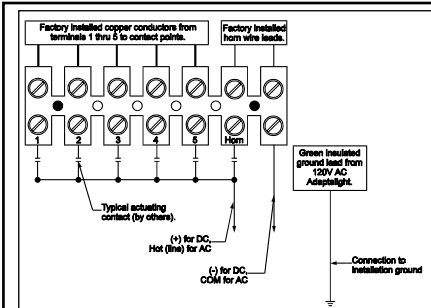 Factory installed copper conductors from
terminals 1 thru 5 to contact points.
Factory installed
horn wire leads.
1 2 3 4 5 Horn
Green insulated
ground lead from
120V AC
Adaptalight.
Typical actuating
contact (by others).
(+) for DC,
Hot (line) for AC
(-) for DC,
COM for AC
Connection to
installation ground